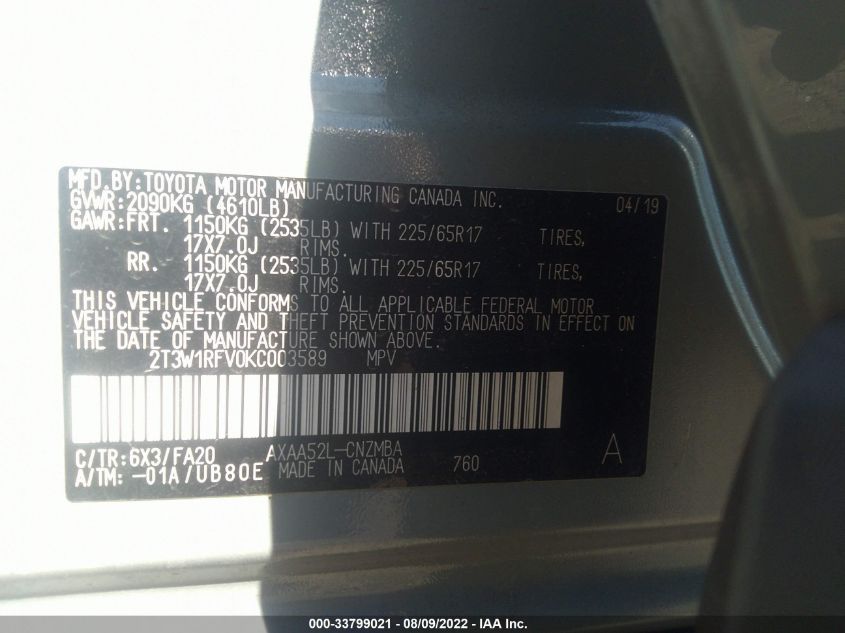 MFD.BY:TOYOTA MOTOR MANUFACTURING CANADA INC.
GVWR:2090KG (4610LB) 04/19
GAWR:FRT. 1150KG (2535LB) WITH 225/65R17 TIRES,
17X7.0J RIMS.
RR. 1150KG (2535LB) WITH 225/65R17 TIRES,
17X7.0J RIMS.
THIS VEHICLE CONFORMS TO ALL APPLICABLE FEDERAL MOTOR
VEHICLE SAFETY AND THEFT PREVENTION STANDARDS IN EFFECT ON
THE DATE OF MANUFACTURE SHOWN ABOVE.
2T3W1RFV0KC003589 MPV
C/TR:6X3/FA20 AXAA52L-CNZMBA
A/TM:-01A/UB80E MADE IN CANADA 760 A
000-33799021 - 08/09/2022 - IAA Inc.